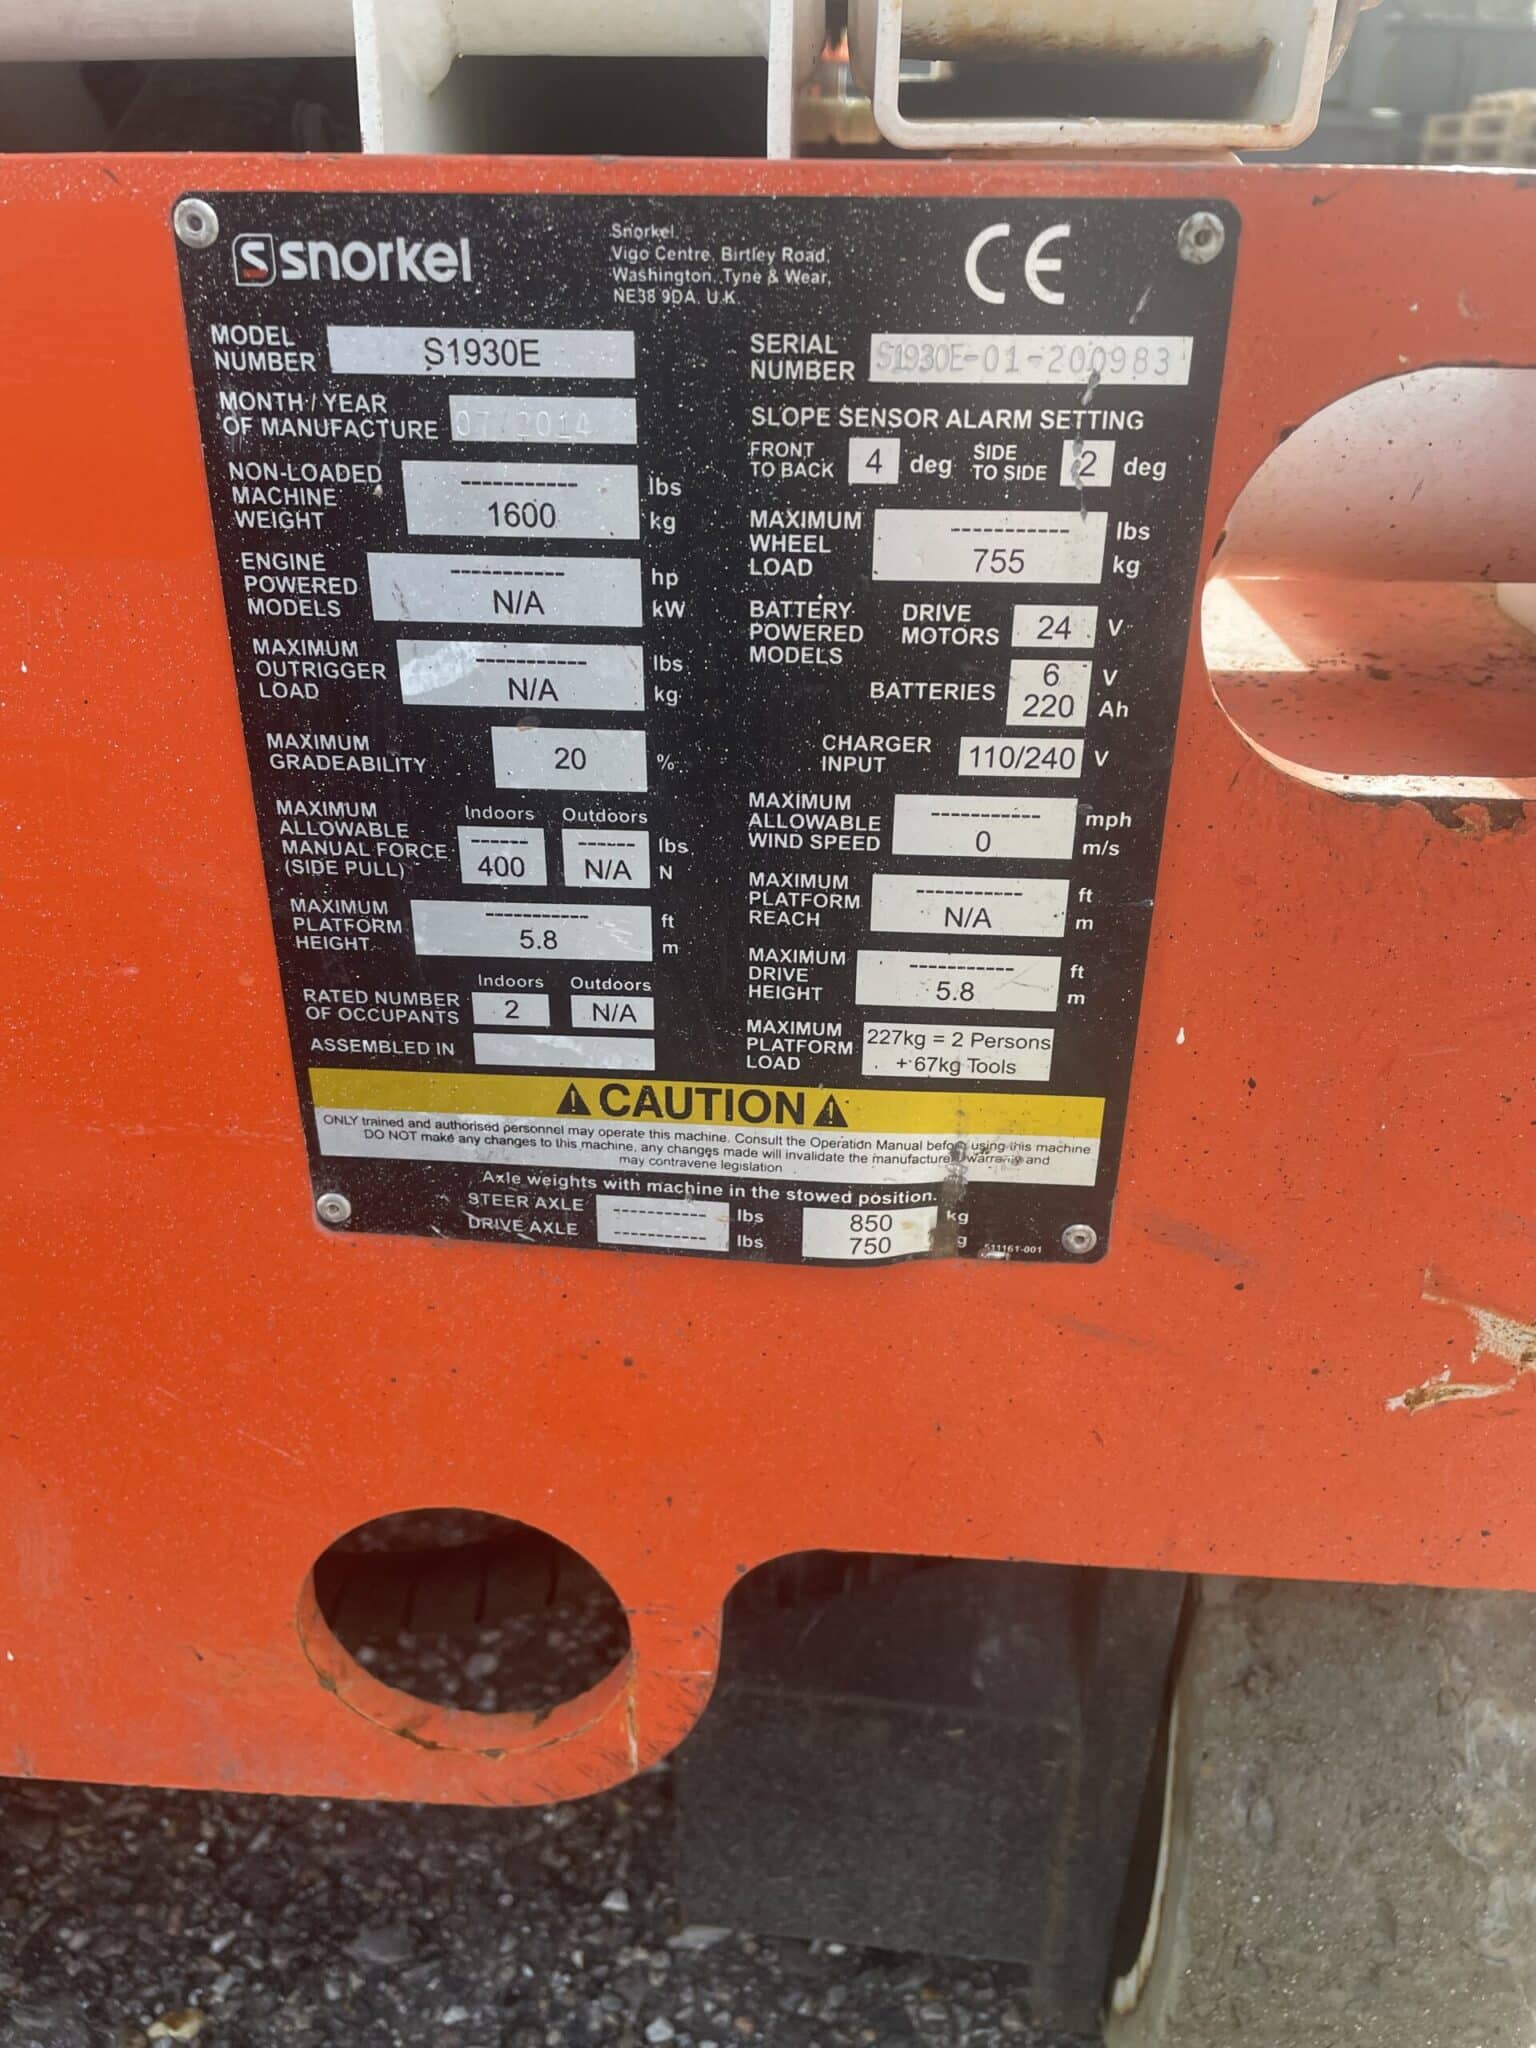 Ssnorkel
Snorkel
Vigo Centre, Birtley Road,
Washington, Tyne & Wear,
NE38 9DA, U.K.
CE
MODEL
NUMBER
S1930E
MONTH / YEAR
OF MANUFACTURE
07/2014
NON-LOADED
MACHINE
WEIGHT
----------- lbs
1600 kg
ENGINE
POWERED
MODELS
----------- hp
N/A kW
MAXIMUM
OUTRIGGER
LOAD
----------- lbs
N/A kg
MAXIMUM
GRADEABILITY
20 %
MAXIMUM
ALLOWABLE
MANUAL FORCE
(SIDE PULL)
Indoors Outdoors
------ ------ lbs
400 N/A N
MAXIMUM
PLATFORM
HEIGHT
----------- ft
5.8 m
RATED NUMBER
OF OCCUPANTS
Indoors Outdoors
2 N/A
ASSEMBLED IN
SERIAL
NUMBER
S1930E-01-200983
SLOPE SENSOR ALARM SETTING
FRONT
TO BACK
4 deg
SIDE
TO SIDE
2 deg
MAXIMUM
WHEEL
LOAD
----------- lbs
755 kg
BATTERY
POWERED
MODELS
DRIVE
MOTORS
24 V
BATTERIES
6 V
220 Ah
CHARGER
INPUT
110/240 V
MAXIMUM
ALLOWABLE
WIND SPEED
----------- mph
0 m/s
MAXIMUM
PLATFORM
REACH
----------- ft
N/A m
MAXIMUM
DRIVE
HEIGHT
----------- ft
5.8 m
MAXIMUM
PLATFORM
LOAD
227kg = 2 Persons
+ 67kg Tools
CAUTION
ONLY trained and authorised personnel may operate this machine. Consult the Operation Manual before using this machine
DO NOT make any changes to this machine, any changes made will invalidate the manufacturer warranty and
may contravene legislation
Axle weights with machine in the stowed position.
STEER AXLE ----------- lbs 850 kg
DRIVE AXLE ----------- lbs 750 kg
511161-001